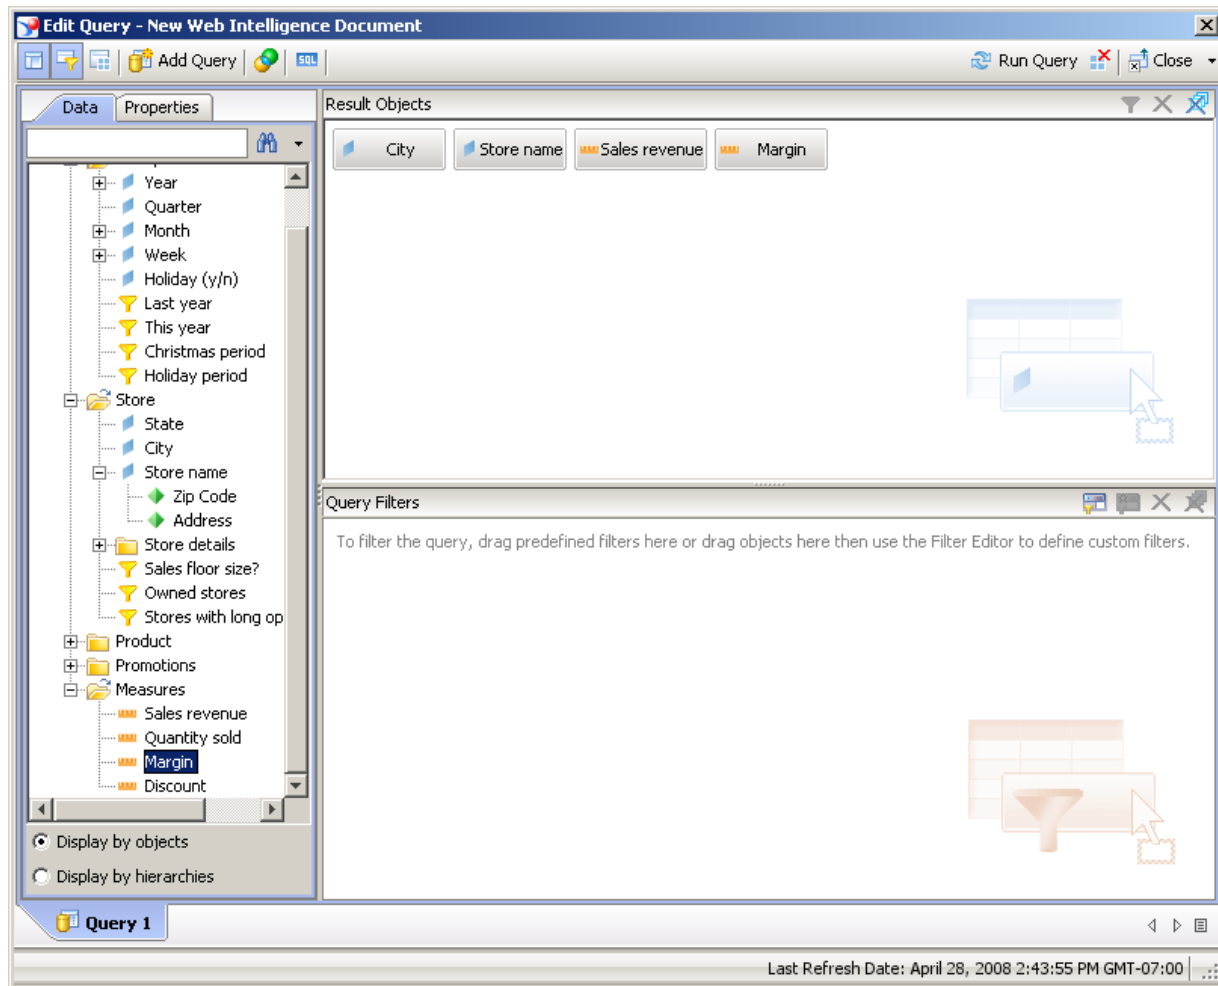 Edit Query - New Web Intelligence Document
Add Query
SQL
Run Query
Close
Data
Properties
Result Objects
City
Store name
Sales revenue
Margin
Year
Quarter
Month
Week
Holiday (y/n)
Last year
This year
Christmas period
Holiday period
Store
State
City
Store name
Zip Code
Address
Store details
Sales floor size?
Owned stores
Stores with long op
Product
Promotions
Measures
Sales revenue
Quantity sold
Margin
Discount
Display by objects
Display by hierarchies
Query Filters
To filter the query, drag predefined filters here or drag objects here then use the Filter Editor to define custom filters.
Query 1
Last Refresh Date: April 28, 2008 2:43:55 PM GMT-07:00